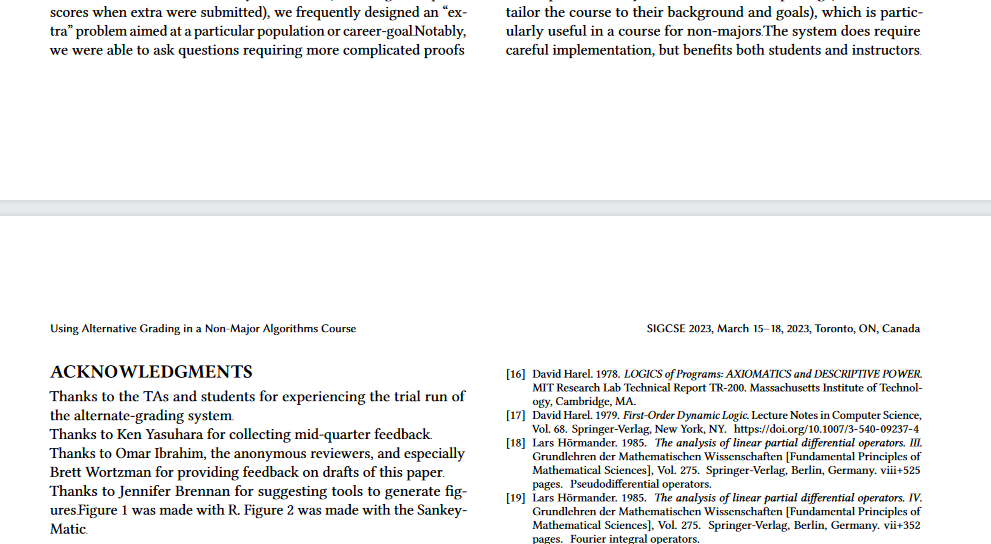 scores when extra were submitted), we frequently designed an “ex-
tra” problem aimed at a particular population or career-goal.Notably,
we were able to ask questions requiring more complicated proofs
tailor the course to their background and goals), which is partic-
ularly useful in a course for non-majors.The system does require
careful implementation, but benefits both students and instructors.
Using Alternative Grading in a Non-Major Algorithms Course
SIGCSE 2023, March 15–18, 2023, Toronto, ON, Canada
ACKNOWLEDGMENTS
Thanks to the TAs and students for experiencing the trial run of
the alternate-grading system.
Thanks to Ken Yasuhara for collecting mid-quarter feedback.
Thanks to Omar Ibrahim, the anonymous reviewers, and especially
Brett Wortzman for providing feedback on drafts of this paper.
Thanks to Jennifer Brennan for suggesting tools to generate fig-
ures.Figure 1 was made with R. Figure 2 was made with the Sankey-
Matic.
[16] David Harel. 1978. LOGICS of Programs: AXIOMATICS and DESCRIPTIVE POWER.
MIT Research Lab Technical Report TR-200. Massachusetts Institute of Technol-
ogy, Cambridge, MA.
[17] David Harel. 1979. First-Order Dynamic Logic. Lecture Notes in Computer Science,
Vol. 68. Springer-Verlag, New York, NY. https://doi.org/10.1007/3-540-09237-4
[18] Lars Hörmander. 1985. The analysis of linear partial differential operators. III.
Grundlehren der Mathematischen Wissenschaften [Fundamental Principles of
Mathematical Sciences], Vol. 275. Springer-Verlag, Berlin, Germany. viii+525
pages. Pseudodifferential operators.
[19] Lars Hörmander. 1985. The analysis of linear partial differential operators. IV.
Grundlehren der Mathematischen Wissenschaften [Fundamental Principles of
Mathematical Sciences], Vol. 275. Springer-Verlag, Berlin, Germany. vii+352
pages. Fourier integral operators.